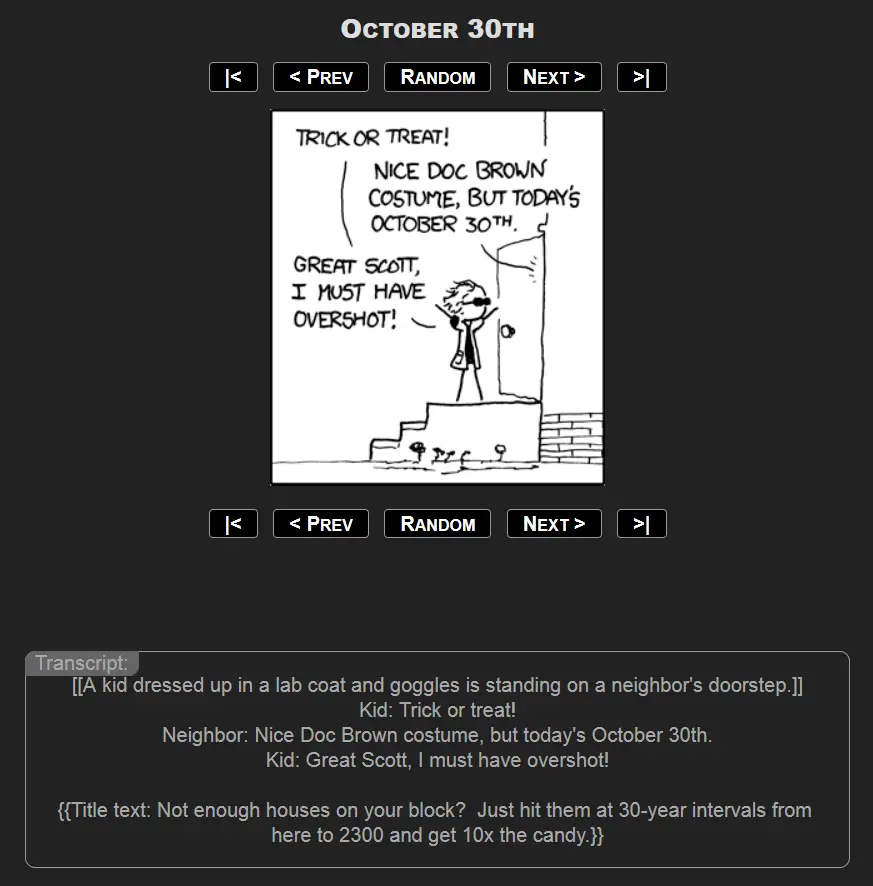 October 30th
|< < Prev Random Next > >|
TRICK OR TREAT!
NICE DOC BROWN
COSTUME, BUT TODAY'S
OCTOBER 30TH.
GREAT SCOTT,
I MUST HAVE
OVERSHOT!
|< < Prev Random Next > >|
Transcript:
[[A kid dressed up in a lab coat and goggles is standing on a neighbor's doorstep.]]
Kid: Trick or treat!
Neighbor: Nice Doc Brown costume, but today's October 30th.
Kid: Great Scott, I must have overshot!
{{Title text: Not enough houses on your block?  Just hit them at 30-year intervals from
here to 2300 and get 10x the candy.}}